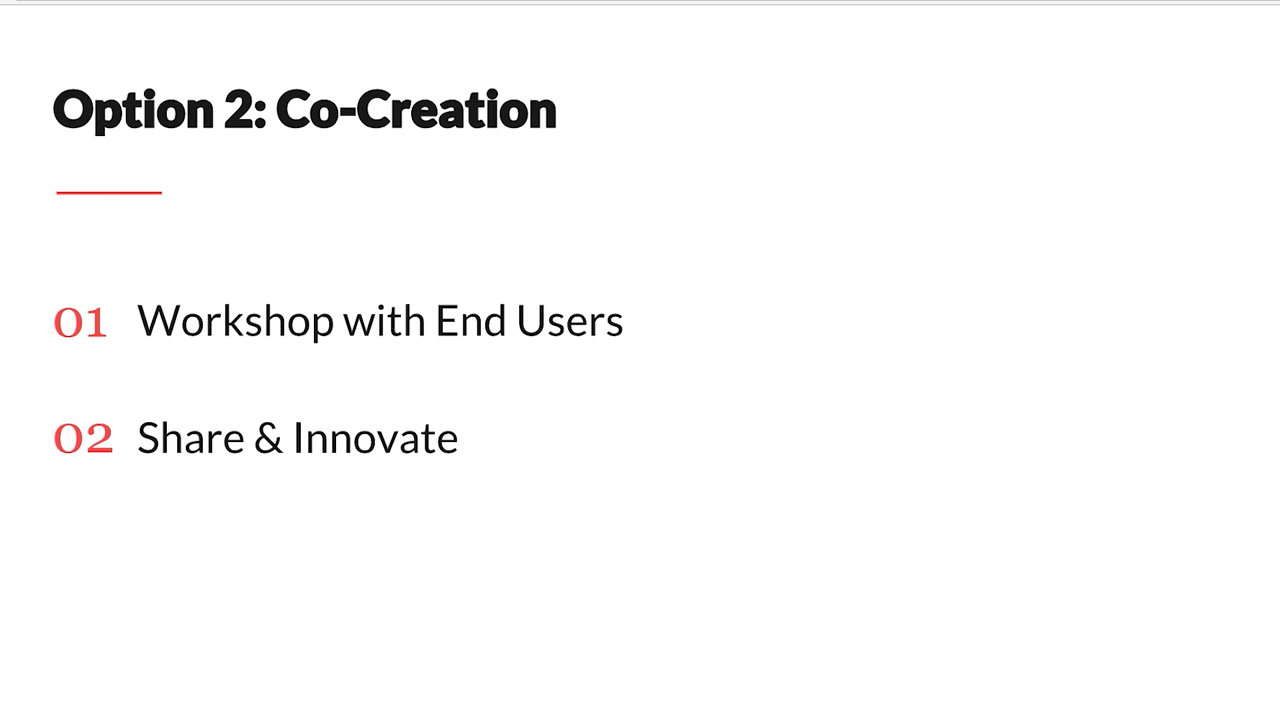 Option 2: Co-Creation
01 Workshop with End Users
02 Share & Innovate